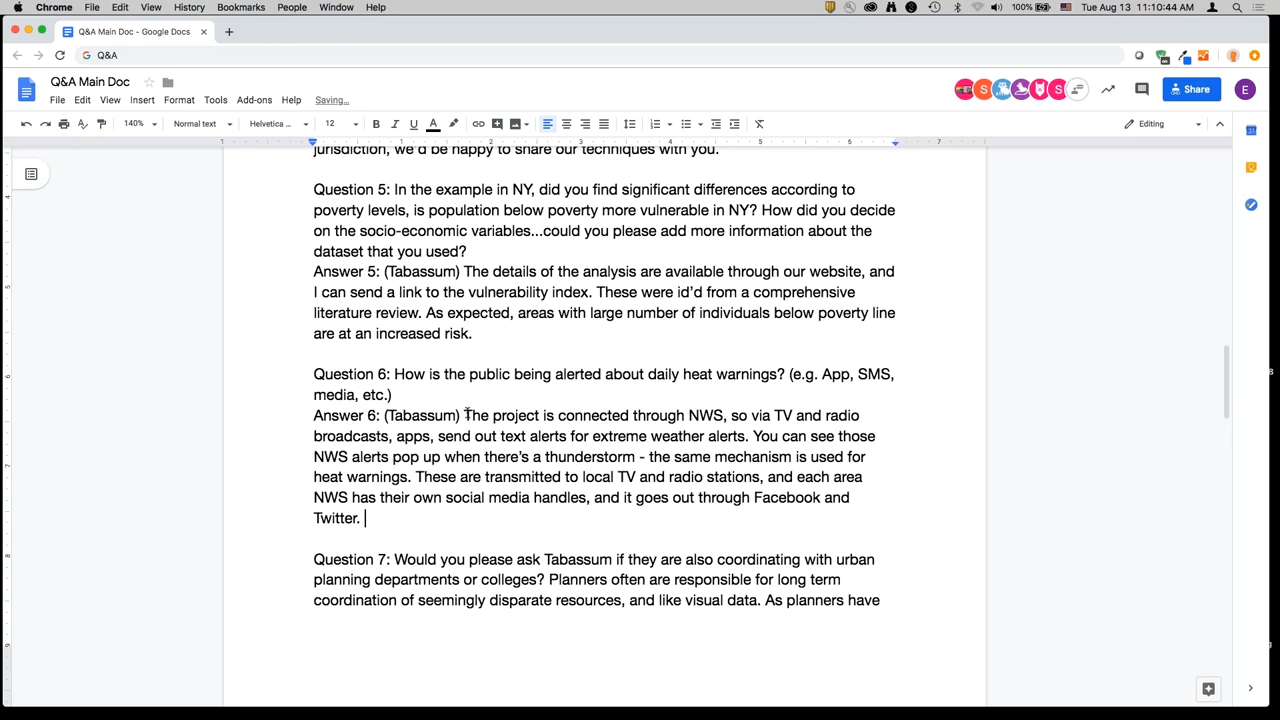 Chrome File Edit View History Bookmarks People Window Help 100% Tue Aug 13 11:10:44 AM
Q&A Main Doc - Google Docs
Q&A
Q&A Main Doc
File Edit View Insert Format Tools Add-ons Help Saving...
S S Share E
140% Normal text Helvetica ... 12 B I U A Editing
1 1 2 3 4 5 6 7
jurisdiction, we'd be happy to share our techniques with you.
Question 5: In the example in NY, did you find significant differences according to
poverty levels, is population below poverty more vulnerable in NY? How did you decide
on the socio-economic variables...could you please add more information about the
dataset that you used?
Answer 5: (Tabassum) The details of the analysis are available through our website, and
I can send a link to the vulnerability index. These were id'd from a comprehensive
literature review. As expected, areas with large number of individuals below poverty line
are at an increased risk.
Question 6: How is the public being alerted about daily heat warnings? (e.g. App, SMS,
media, etc.)
Answer 6: (Tabassum) The project is connected through NWS, so via TV and radio
broadcasts, apps, send out text alerts for extreme weather alerts. You can see those
NWS alerts pop up when there's a thunderstorm - the same mechanism is used for
heat warnings. These are transmitted to local TV and radio stations, and each area
NWS has their own social media handles, and it goes out through Facebook and
Twitter.
Question 7: Would you please ask Tabassum if they are also coordinating with urban
planning departments or colleges? Planners often are responsible for long term
coordination of seemingly disparate resources, and like visual data. As planners have